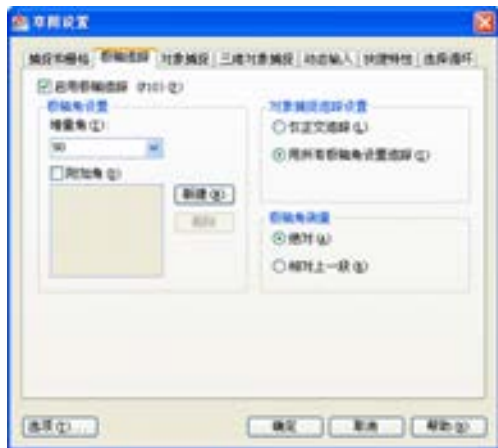 草图设置
捕捉和栅格 极轴追踪 对象捕捉 三维对象捕捉 动态输入 快捷特性 选择循环
启用极轴追踪 (F10)(P)
极轴角设置
增量角(I)
90
附加角(D)
新建(N)
删除
对象捕捉追踪设置
仅正交追踪(L)
用所有极轴角设置追踪(S)
极轴角测量
绝对(A)
相对上一段(R)
选项(T)...
确定 取消 帮助(H)